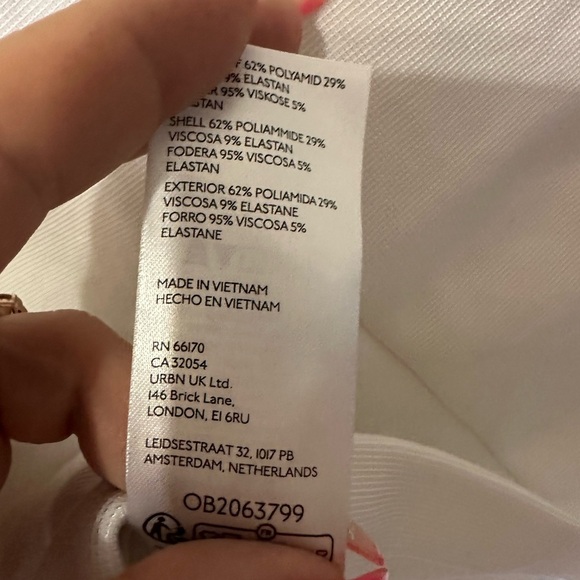 62% POLYAMID 29%
9% ELASTAN
95% VISKOSE 5%
SHELL 62% POLIAMMIDE 29%
VISCOSA 9% ELASTAN
FODERA 95% VISCOSA 5%
ELASTAN
EXTERIOR 62% POLIAMIDA 29%
VISCOSA 9% ELASTANE
FORRO 95% VISCOSA 5%
ELASTANE
MADE IN VIETNAM
HECHO EN VIETNAM
RN 66170
CA 32054
URBN UK Ltd.
146 Brick Lane,
LONDON, E1 6RU
LEIDSESTRAAT 32, 1017 PB
AMSTERDAM, NETHERLANDS
OB2063799